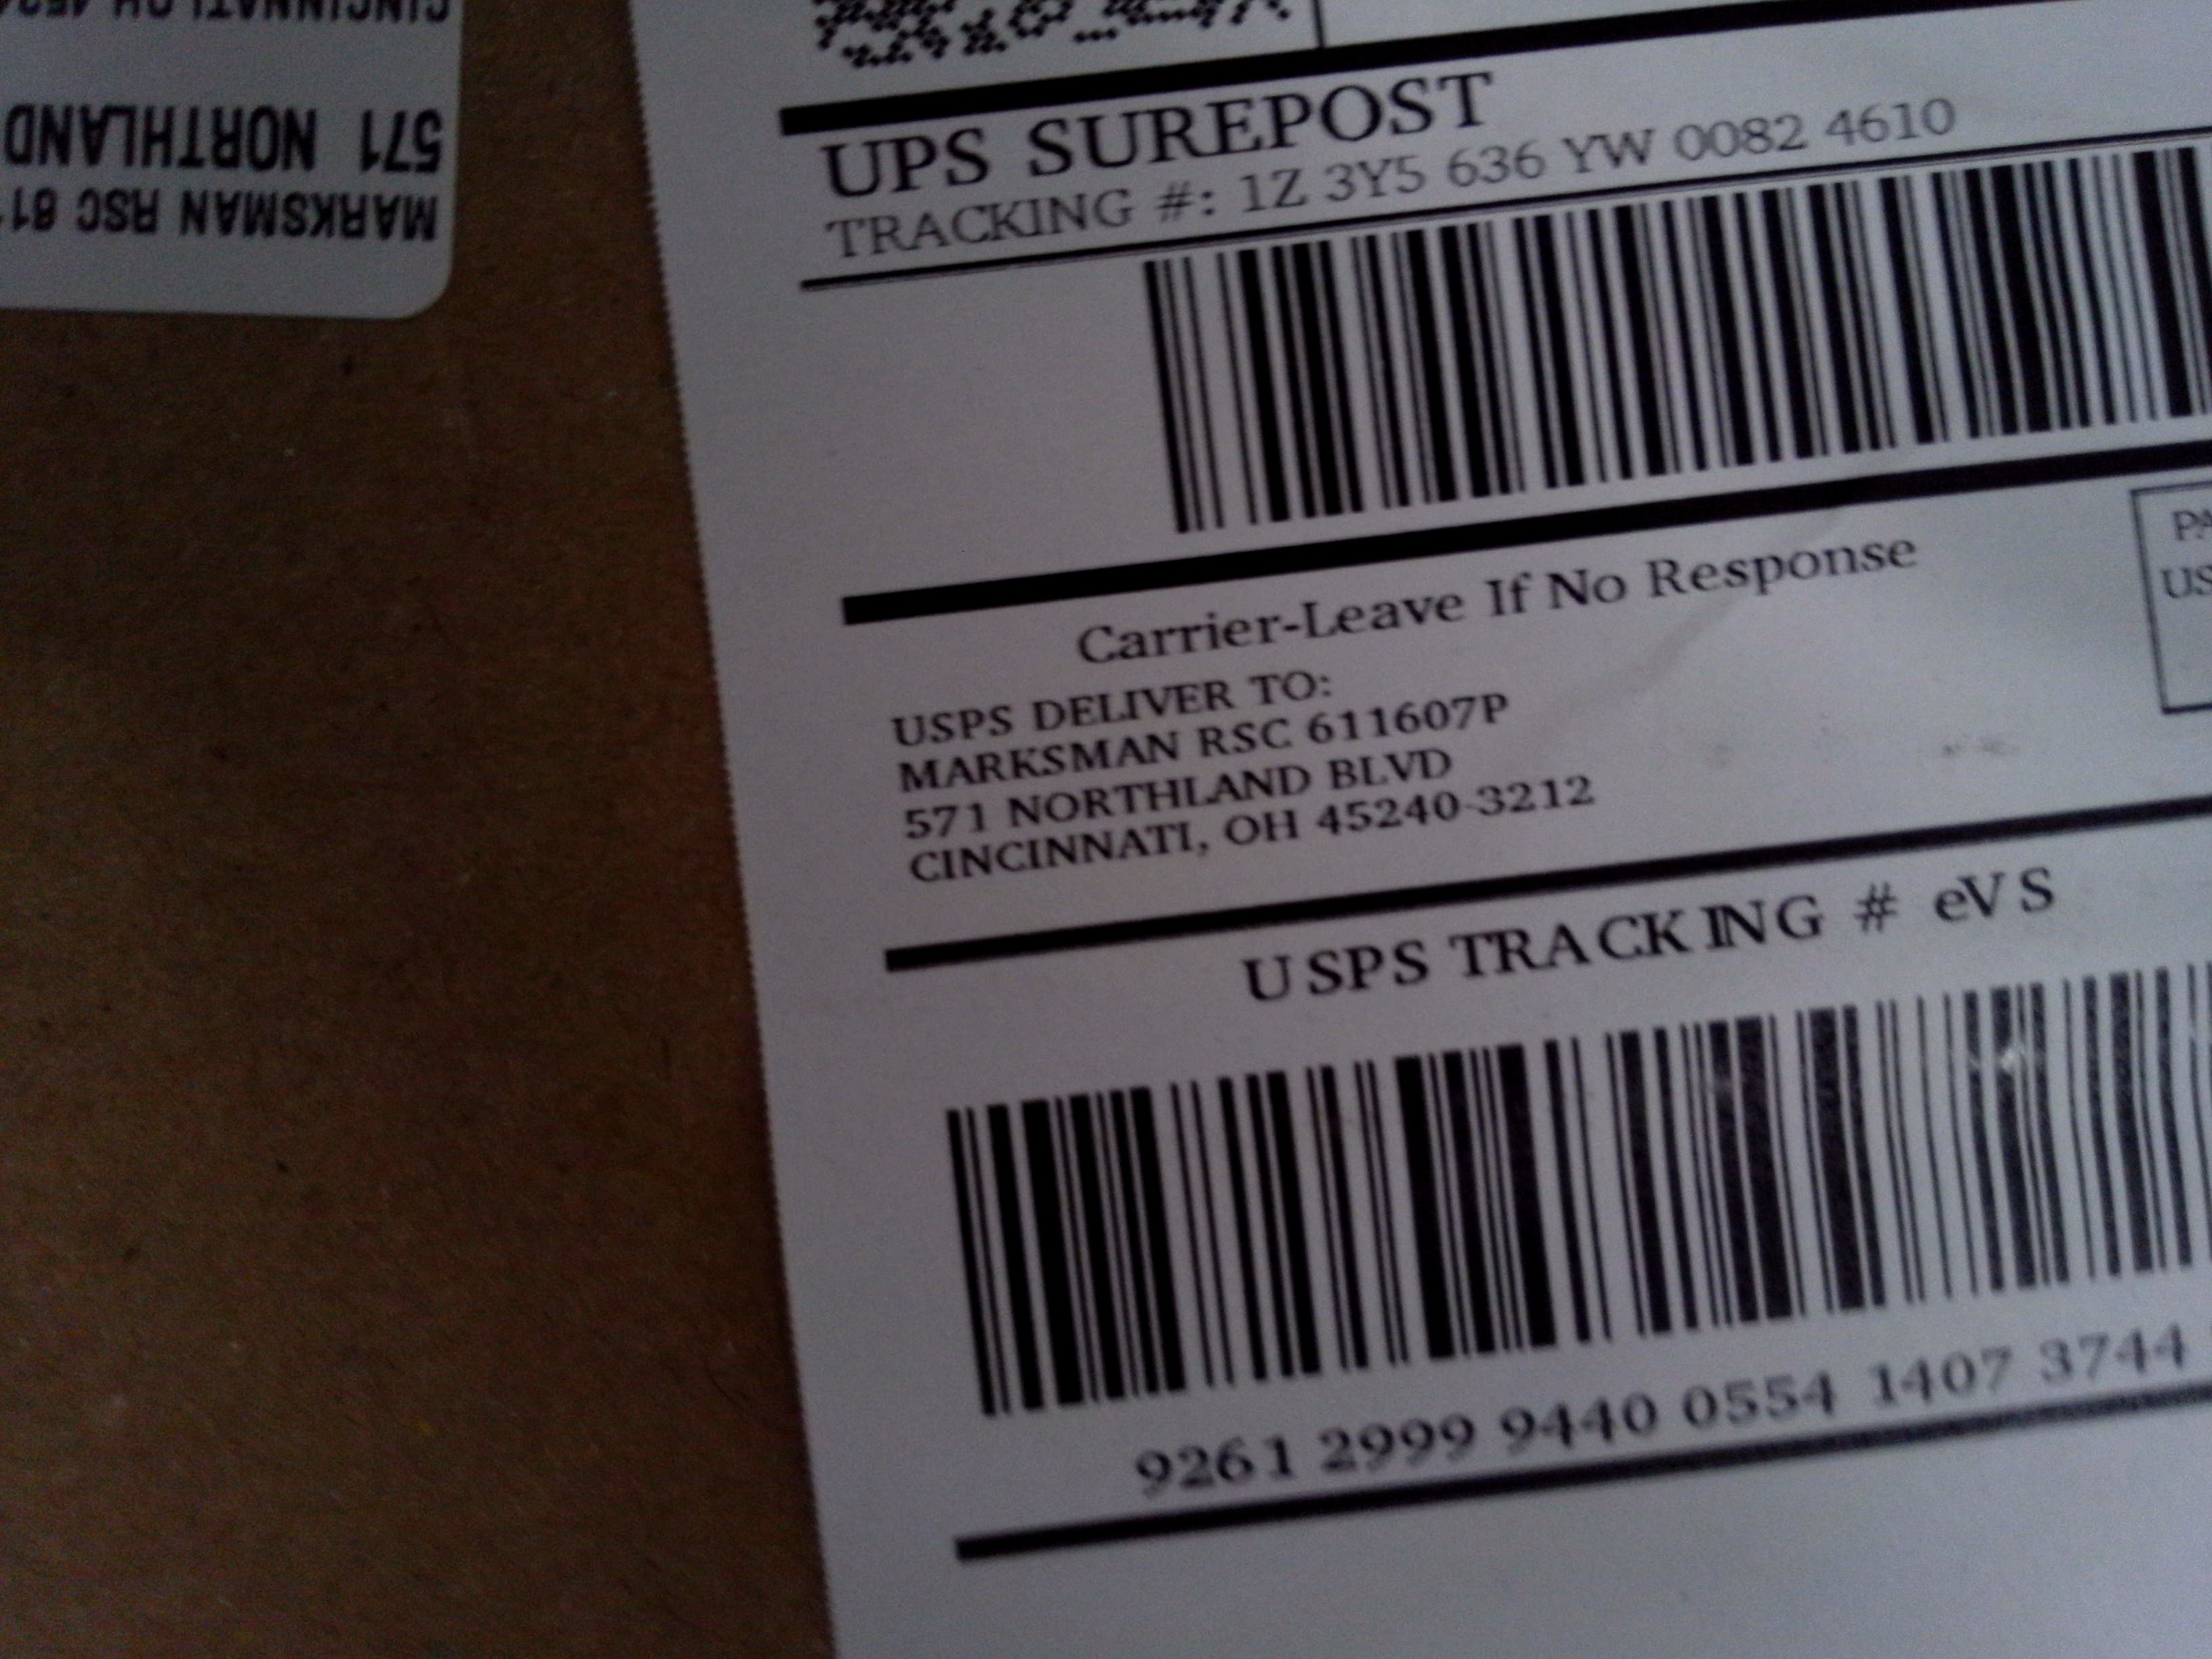 UPS SUREPOST
TRACKING #: 1Z 3Y5 636 YW 0082 4610
Carrier-Leave If No Response
USPS DELIVER TO:
MARKSMAN RSC 611607P
571 NORTHLAND BLVD
CINCINNATI, OH 45240-3212
USPS TRACKING # eVS
9261 2999 9440 0554 1407 3744
MARKSMAN RSC
571 NORTHLAND
CINCINNATI OH